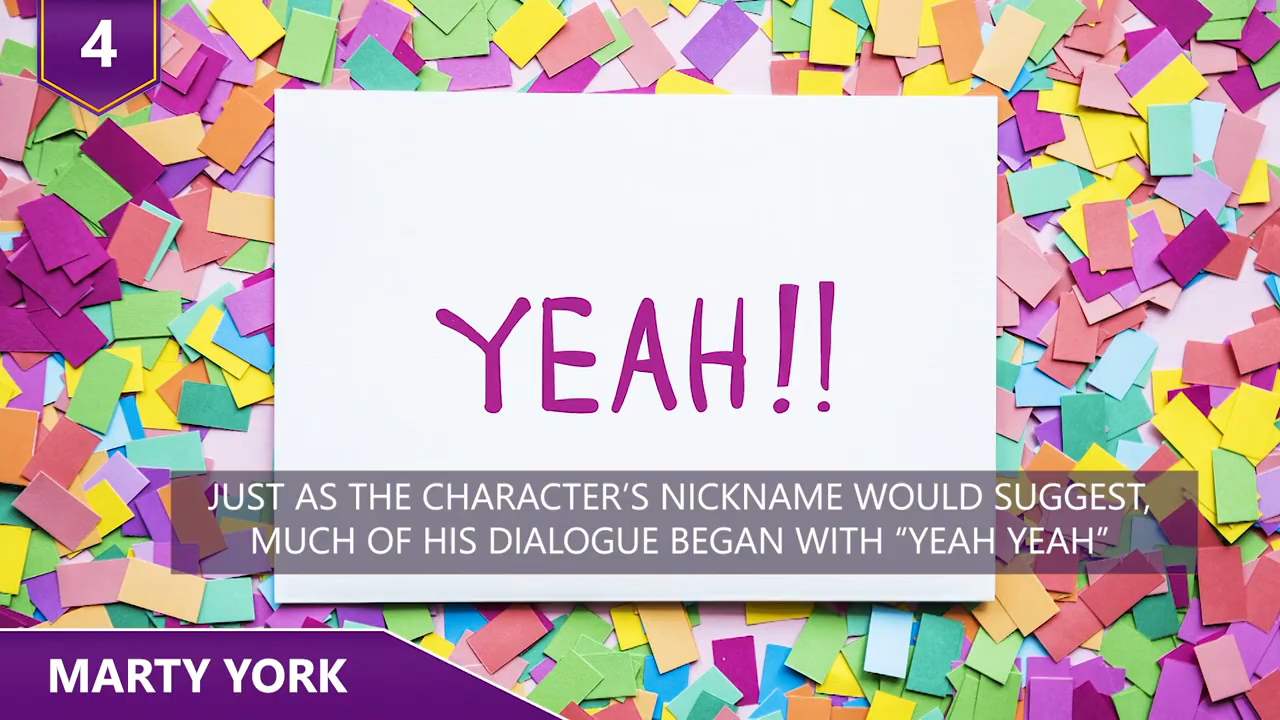 4
YEAH!!
JUST AS THE CHARACTER’S NICKNAME WOULD SUGGEST,
MUCH OF HIS DIALOGUE BEGAN WITH “YEAH YEAH”
MARTY YORK